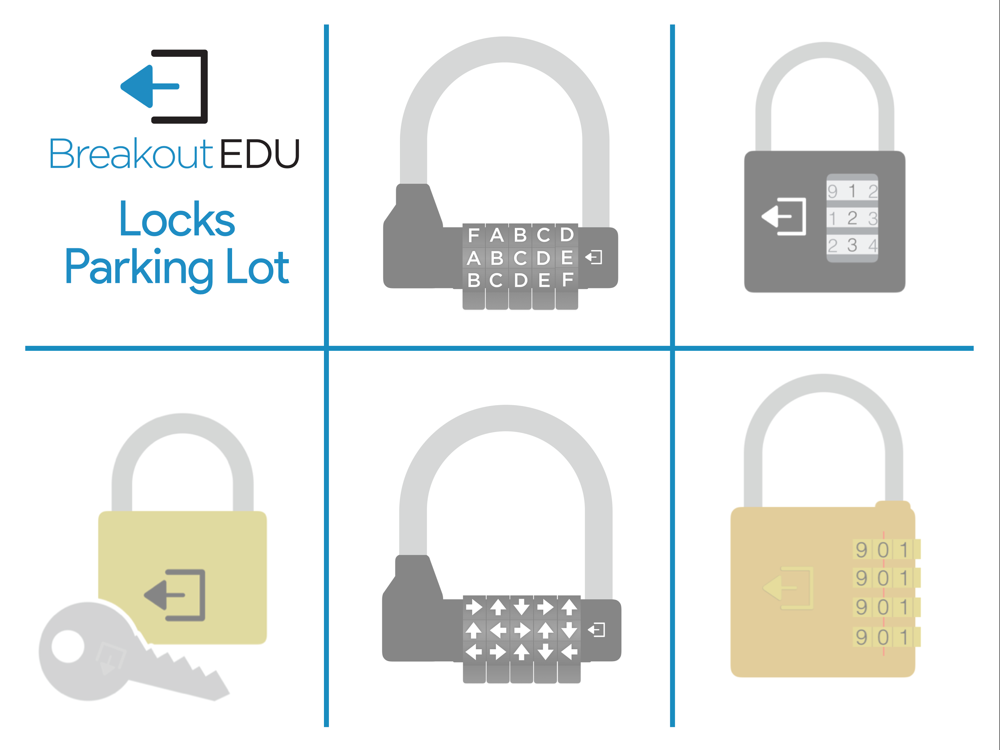 Breakout EDU
Locks
Parking Lot
F A B C D
A B C D E
B C D E F
9 1 2
1 2 3
2 3 4
9 0 1
9 0 1
9 0 1
9 0 1